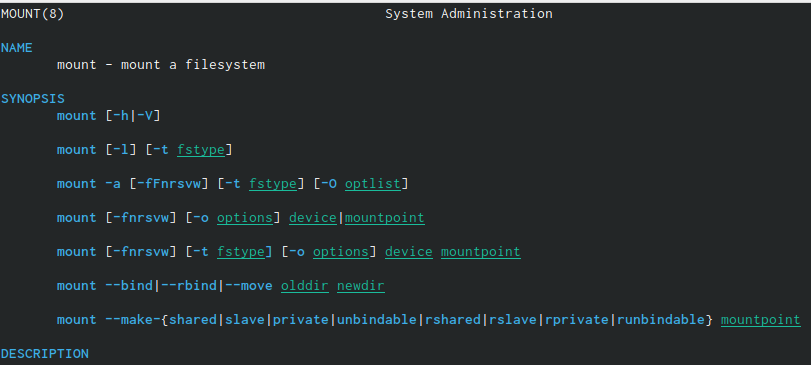 MOUNT(8) System Administration
NAME
mount - mount a filesystem
SYNOPSIS
mount [-h|-V]
mount [-l] [-t fstype]
mount -a [-fFnrsvw] [-t fstype] [-O optlist]
mount [-fnrsvw] [-o options] device|mountpoint
mount [-fnrsvw] [-t fstype] [-o options] device mountpoint
mount --bind|--rbind|--move olddir newdir
mount --make-{shared|slave|private|unbindable|rshared|rslave|rprivate|runbindable} mountpoint
DESCRIPTION